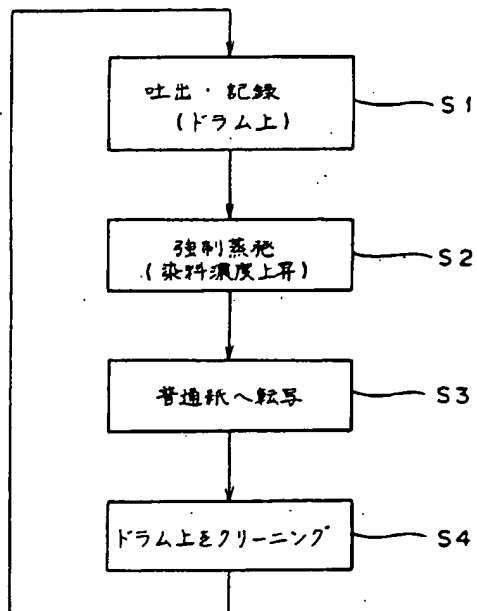 吐出・記録
(ドラム上)
S1
強制蒸発
(染料濃度上昇)
S2
普通紙へ転写
S3
ドラム上をクリーニング
S4